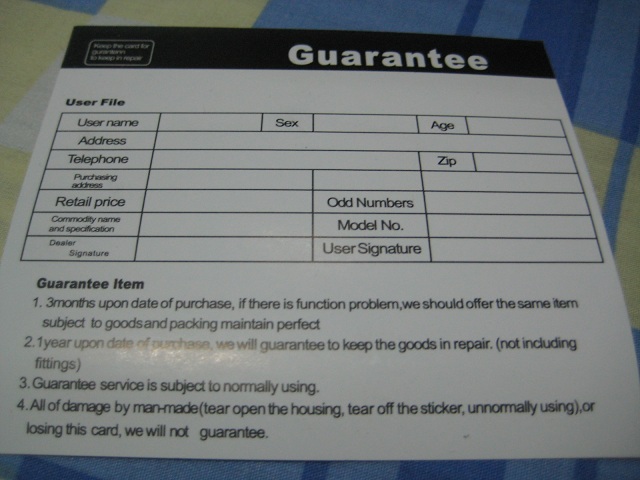 Keep the card for
gurantenn
to keep in repair
Guarantee
User File
User name Sex Age
Address
Telephone Zip
Purchasing
address
Retail price Odd Numbers
Commodity name
and specification Model No.
Dealer
Signature User Signature
Guarantee Item
1. 3months upon date of purchase, if there is function problem,we should offer the same item
subject to goods and packing maintain perfect
2.1year upon date of purchase, we will guarantee to keep the goods in repair. (not including
fittings)
3.Guarantee service is subject to normally using.
4.All of damage by man-made(tear open the housing, tear off the sticker, unnormally using),or
losing this card, we will not guarantee.